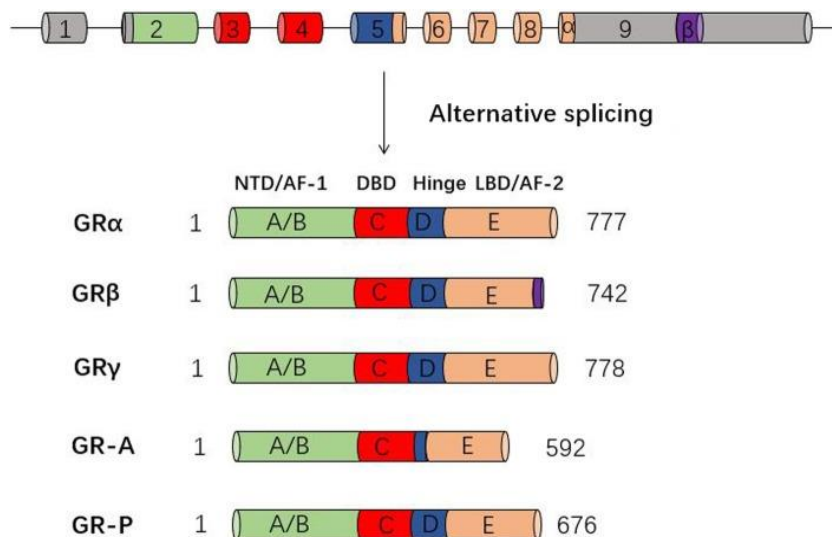 1 2 3 4 5 6 7 8 α 9 β
Alternative splicing
NTD/AF-1 DBD Hinge LBD/AF-2
GRα 1 A/B C D E 777
GRβ 1 A/B C D E 742
GRγ 1 A/B C D E 778
GR-A 1 A/B C E 592
GR-P 1 A/B C D E 676